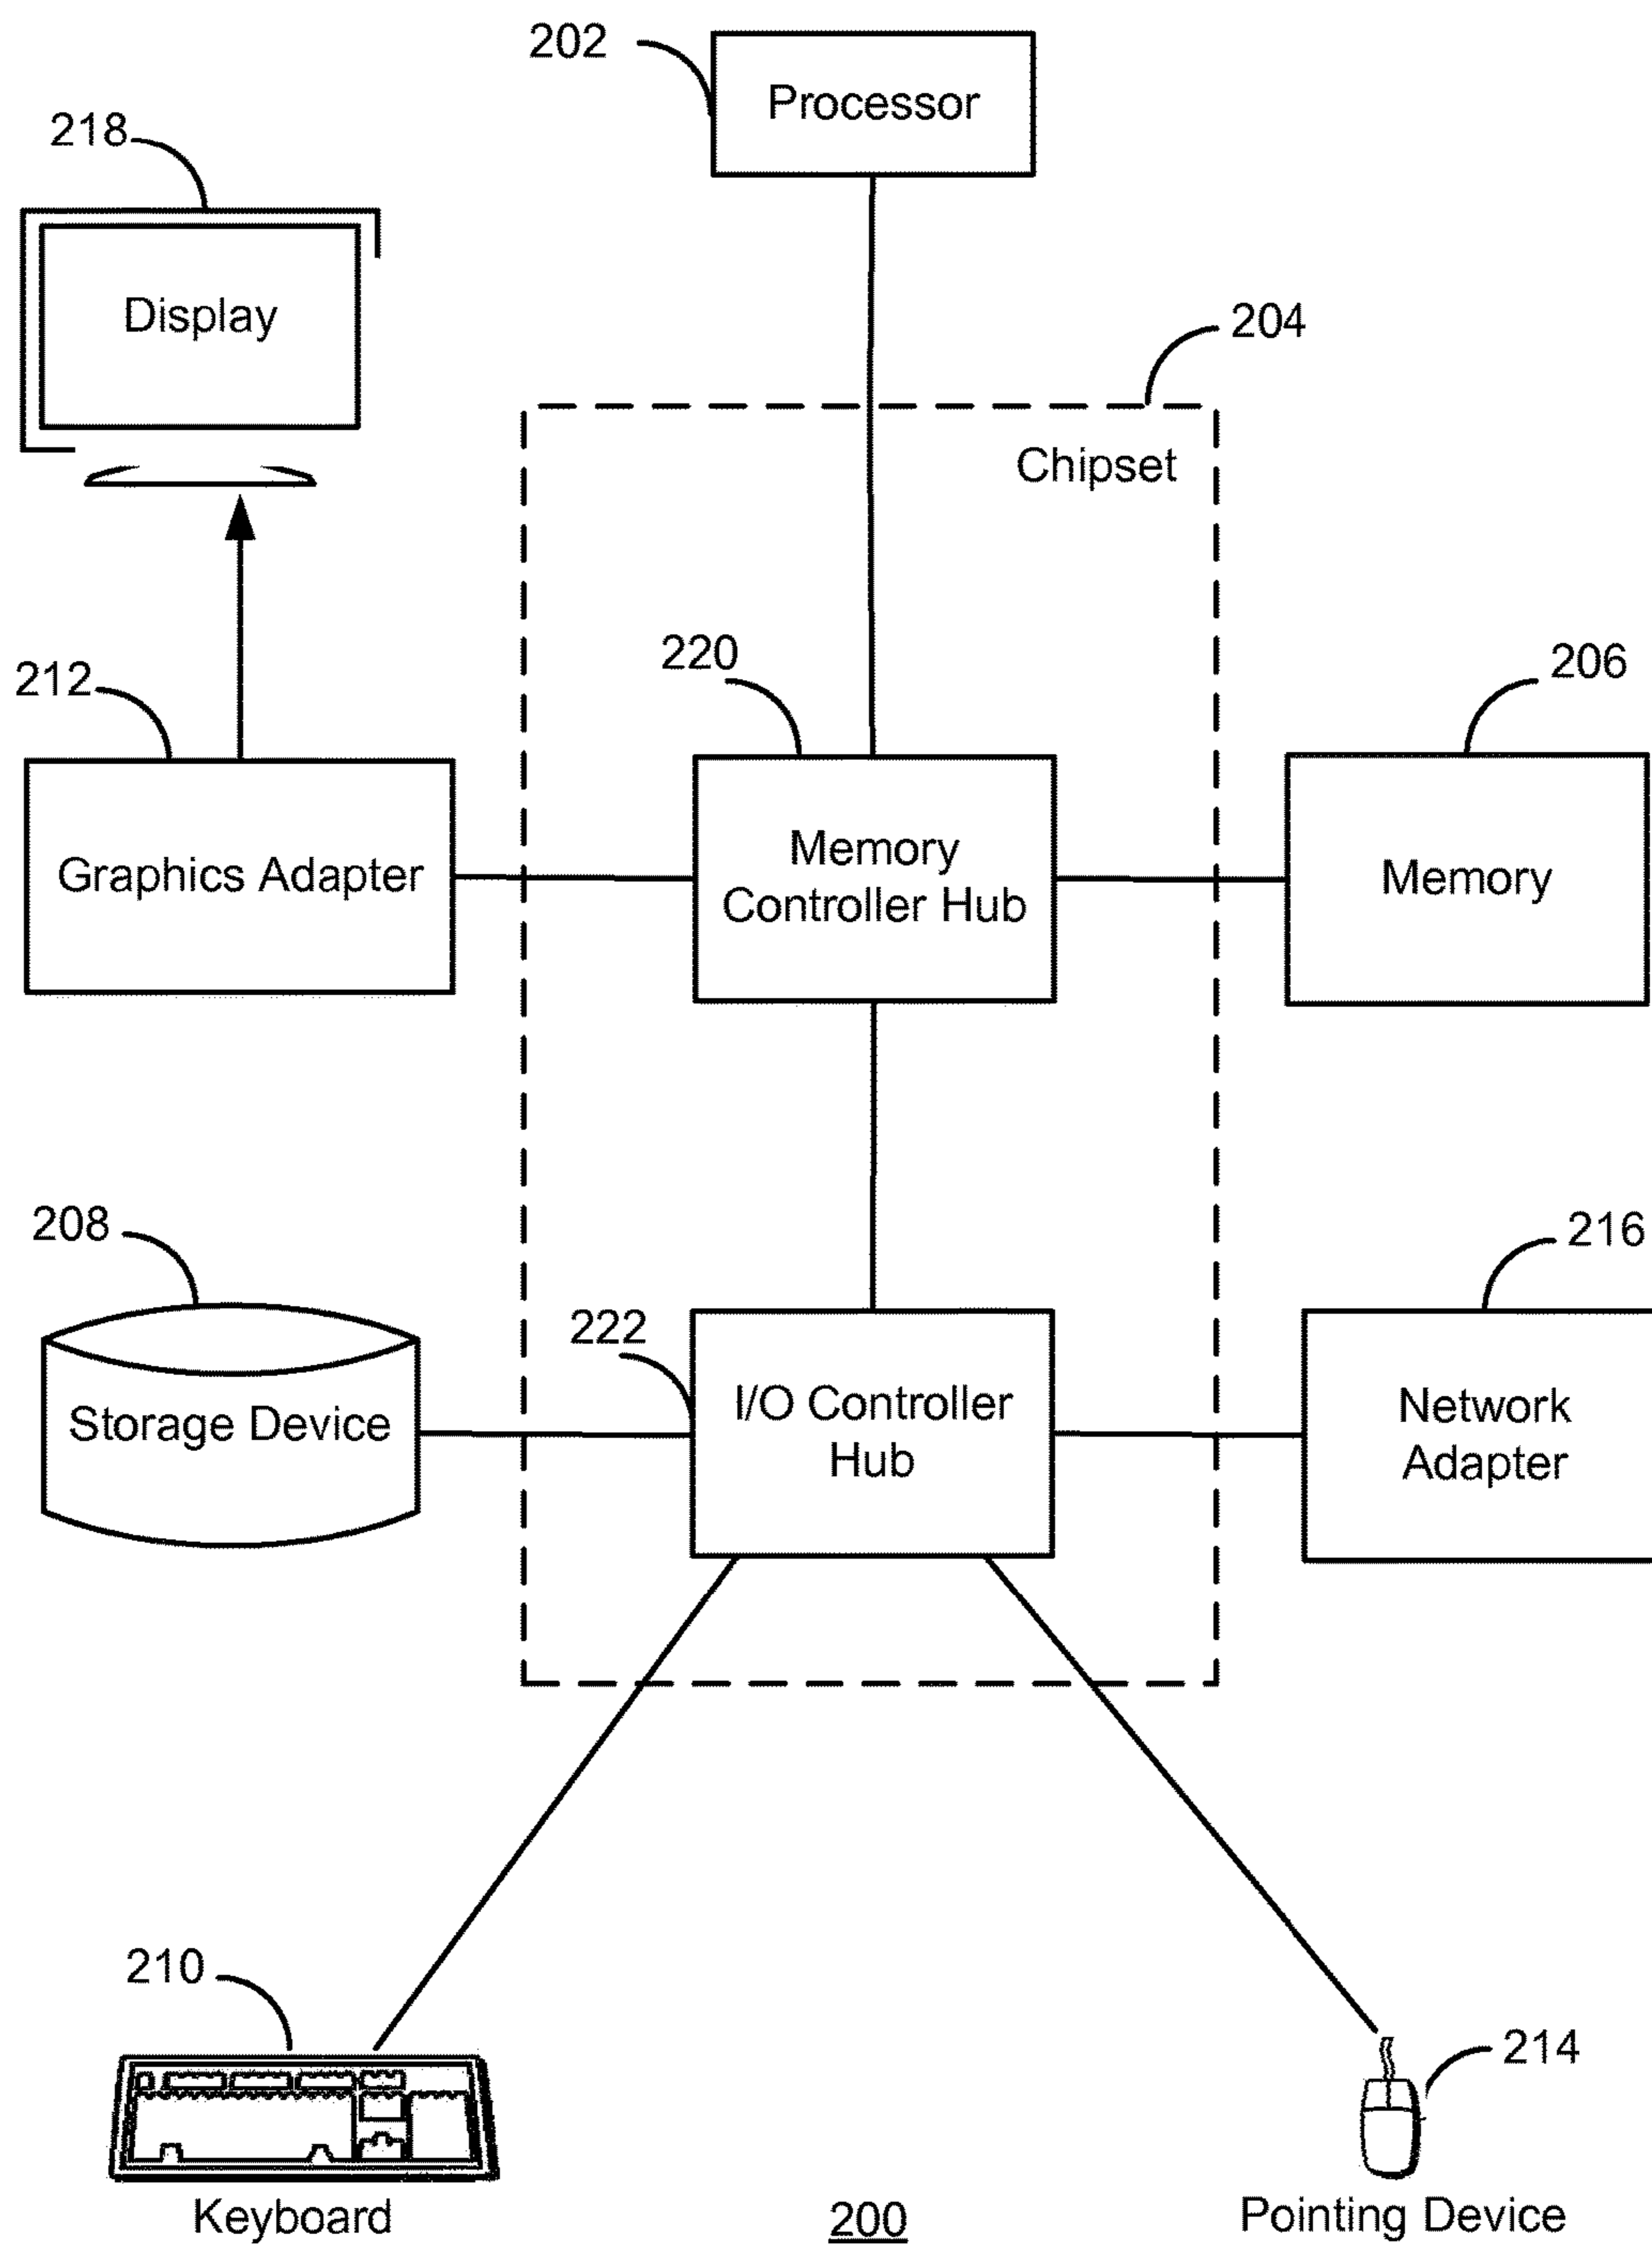 202
Processor
218
Display
204
Chipset
212
220
206
Graphics Adapter
Memory
Controller Hub
Memory
208
222
216
Storage Device
I/O Controller
Hub
Network
Adapter
210
214
Keyboard
200
Pointing Device